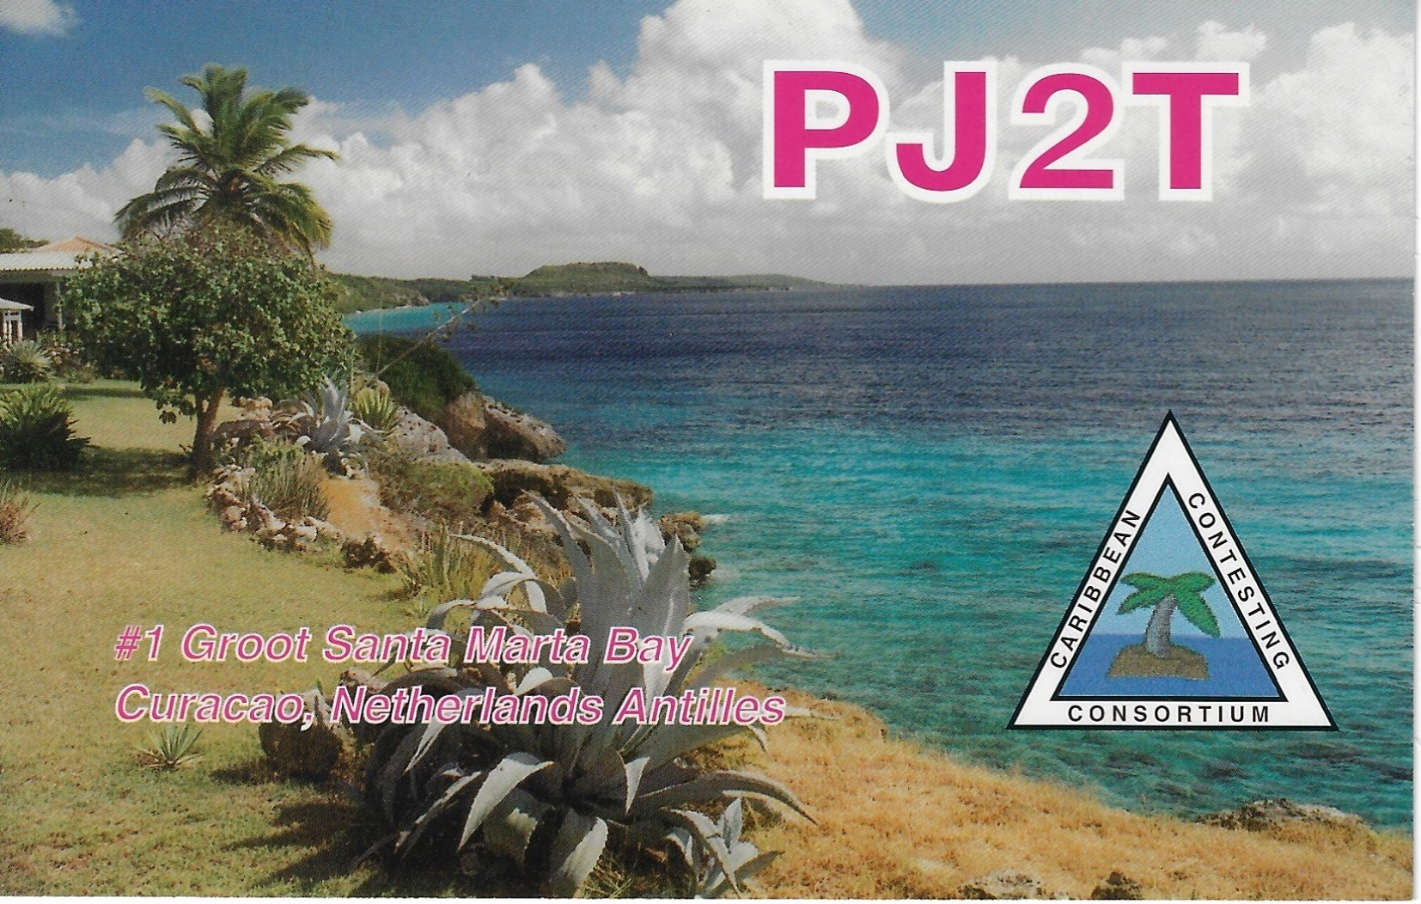 PJ2T
CARIBBEAN
CONTESTING
CONSORTIUM
#1 Groot Santa Marta Bay
Curacao, Netherlands Antilles